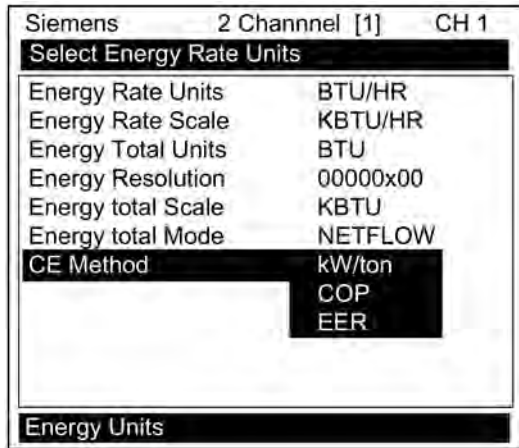 Siemens 2 Channnel [1] CH 1
Select Energy Rate Units
Energy Rate Units BTU/HR
Energy Rate Scale KBTU/HR
Energy Total Units BTU
Energy Resolution 00000x00
Energy total Scale KBTU
Energy total Mode NETFLOW
CE Method kW/ton
COP
EER
Energy Units